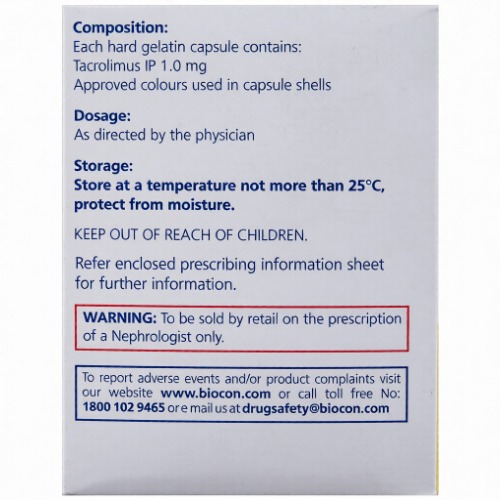 Composition:
Each hard gelatin capsule contains:
Tacrolimus IP 1.0 mg
Approved colours used in capsule shells
Dosage:
As directed by the physician
Storage:
Store at a temperature not more than 25°C,
protect from moisture.
KEEP OUT OF REACH OF CHILDREN.
Refer enclosed prescribing information sheet
for further information.
WARNING: To be sold by retail on the prescription
of a Nephrologist only.
To report adverse events and/or product complaints visit
our website www.biocon.com or call toll free No:
1800 102 9465 or e mail us at drugsafety@biocon.com